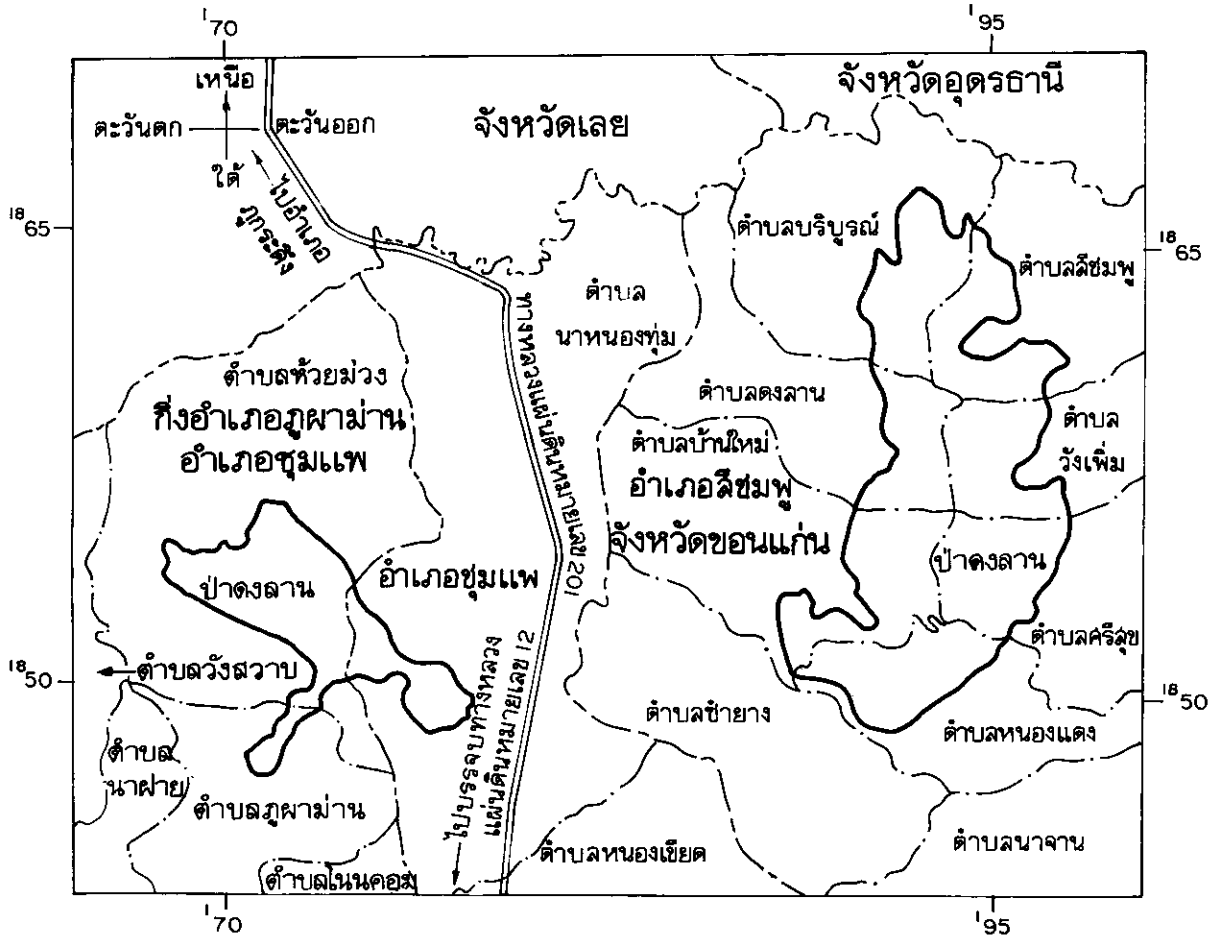 ¹70
¹95
เหนือ
ตะวันตก
ตะวันออก
ใต้
จังหวัดเลย
จังหวัดอุดรธานี
ไปอำเภอ
ภูกระดึง
¹⁸65
¹⁸65
ตำบลบริบูรณ์
ตำบลสีชมพู
ตำบล
นาหนองทุ่ม
ทางหลวงแผ่นดินหมายเลข 201
ตำบลห้วยม่วง
กิ่งอำเภอภูผาม่าน
อำเภอชุมแพ
ตำบลดงลาน
ตำบลบ้านใหม่
อำเภอสีชมพู
จังหวัดขอนแก่น
ตำบล
วังเพิ่ม
ป่าดงลาน
อำเภอชุมแพ
ป่าดงลาน
ตำบลศรีสุข
ตำบลวังสวาบ
¹⁸50
¹⁸50
ตำบลซำยาง
ตำบลหนองแดง
ตำบล
นาฝาย
ตำบลภูผาม่าน
ไปบรรจบทางหลวง
แผ่นดินหมายเลข 12
ตำบลหนองเขียด
ตำบลนาจาน
ตำบลโนนคอม
¹70
¹95